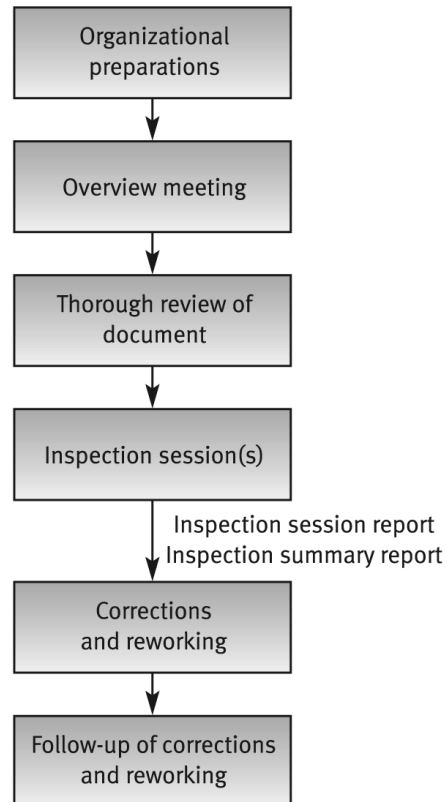 Organizational
preparations
Overview meeting
Thorough review of
document
Inspection session(s)
Inspection session report
Inspection summary report
Corrections
and reworking
Follow-up of corrections
and reworking